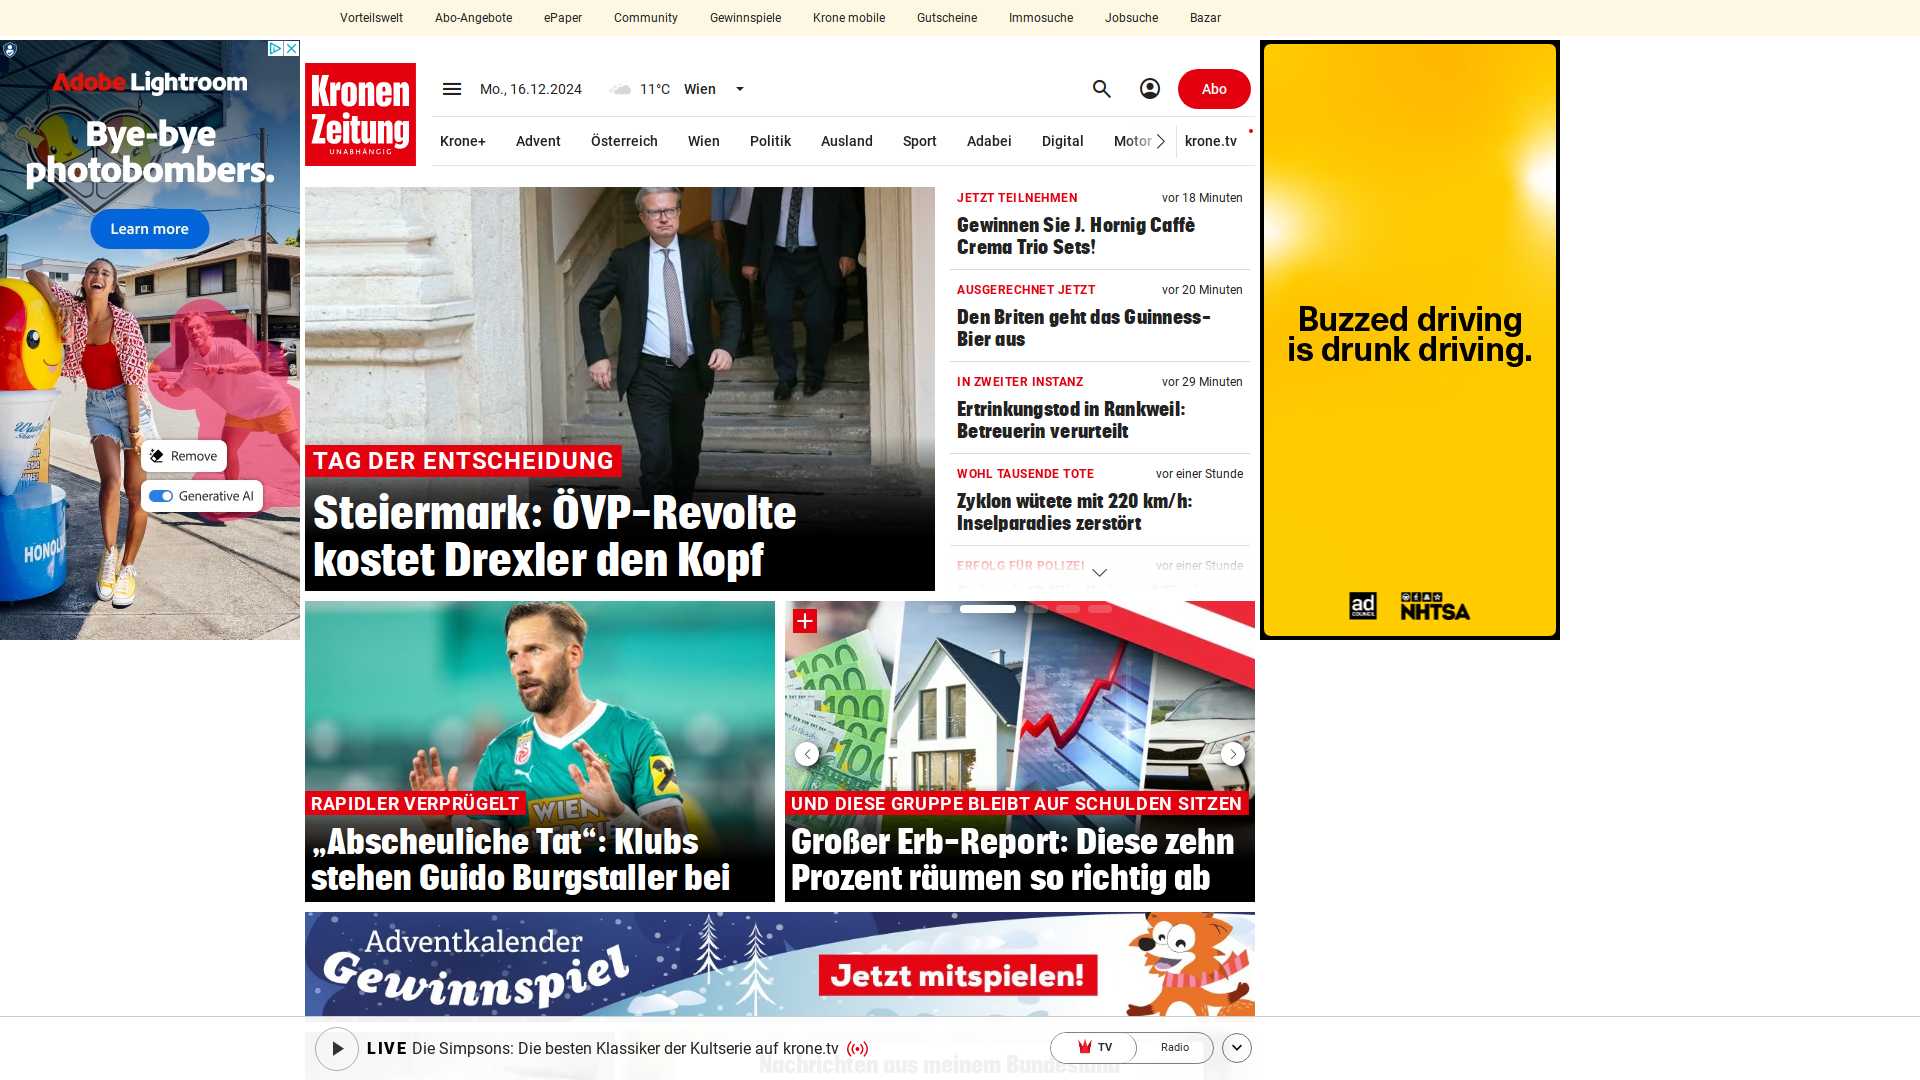 Vorteilswelt Abo-Angebote ePaper Community Gewinnspiele Krone mobile Gutscheine Immosuche Jobsuche Bazar
Adobe Lightroom
Bye-bye
photobombers.
Learn more
Remove
Generative AI
HONOL
Kronen
Zeitung
UNABHÄNGIG
Mo., 16.12.2024 11°C Wien
Abo
Krone+ Advent Österreich Wien Politik Ausland Sport Adabei Digital Motor krone.tv
TAG DER ENTSCHEIDUNG
Steiermark: ÖVP-Revolte
kostet Drexler den Kopf
JETZT TEILNEHMEN vor 18 Minuten
Gewinnen Sie J. Hornig Caffè
Crema Trio Sets!
AUSGERECHNET JETZT vor 20 Minuten
Den Briten geht das Guinness-
Bier aus
IN ZWEITER INSTANZ vor 29 Minuten
Ertrinkungstod in Rankweil:
Betreuerin verurteilt
WOHL TAUSENDE TOTE vor einer Stunde
Zyklon wütete mit 220 km/h:
Inselparadies zerstört
ERFOLG FÜR POLIZEI vor einer Stunde
Buzzed driving
is drunk driving.
ad
COUNCIL
NHTSA
WIEN
RAPIDLER VERPRÜGELT
„Abscheuliche Tat“: Klubs
stehen Guido Burgstaller bei
100
100
100
UND DIESE GRUPPE BLEIBT AUF SCHULDEN SITZEN
Großer Erb-Report: Diese zehn
Prozent räumen so richtig ab
Adventkalender
Gewinnspiel
Jetzt mitspielen!
LIVE Die Simpsons: Die besten Klassiker der Kultserie auf krone.tv
TV Radio
Nachrichten aus meinem Bundesland